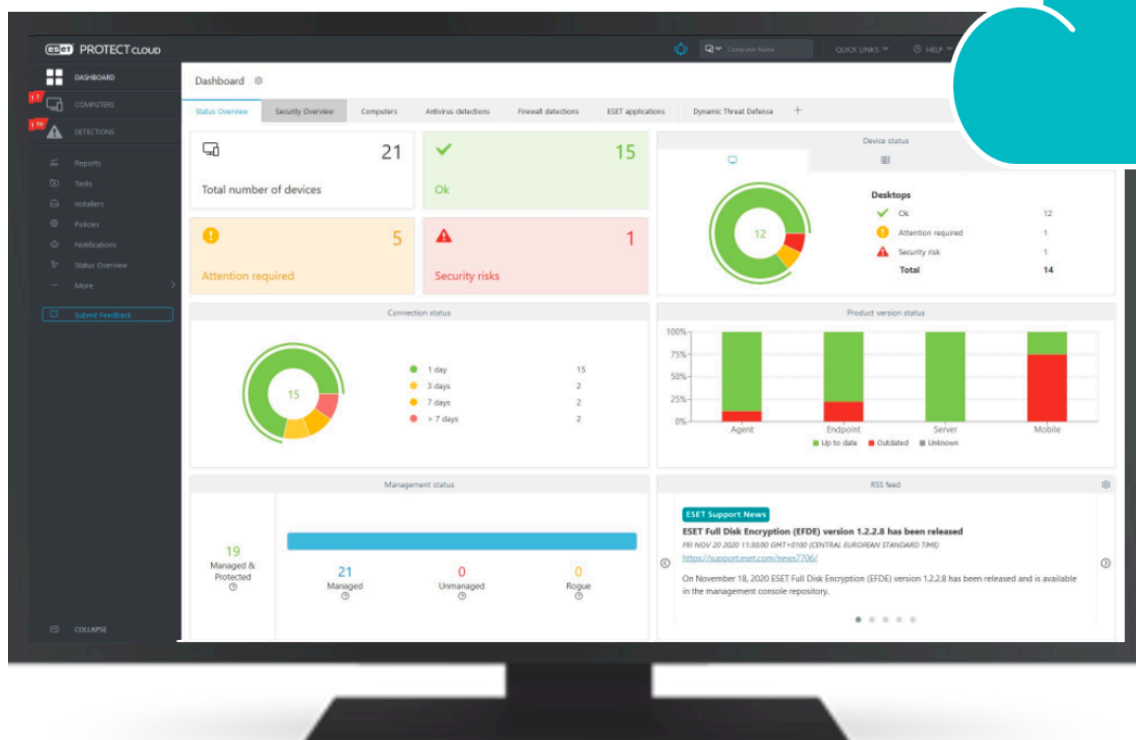 eset PROTECT CLOUD
Computer Name
QUICK LINKS
HELP
DASHBOARD
COMPUTERS
DETECTIONS
Reports
Tasks
Installers
Policies
Notifications
Status Overview
More
Submit Feedback
COLLAPSE
Dashboard
Status Overview Security Overview Computers Antivirus detections Firewall detections ESET applications Dynamic Threat Defense +
21
Total number of devices
15
Ok
5
Attention required
1
Security risks
Device status
12
Desktops
Ok 12
Attention required 1
Security risk 1
Total 14
Connection status
15
1 day 15
3 days 2
7 days 2
> 7 days 2
Product version status
100%
75%
50%
25%
0%
Agent Endpoint Server Mobile
Up to date Outdated Unknown
Management status
19
Managed &
Protected
21
Managed
0
Unmanaged
0
Rogue
RSS feed
ESET Support News
ESET Full Disk Encryption (EFDE) version 1.2.2.8 has been released
FRI NOV 20 2020 11:30:00 GMT+0100 (CENTRAL EUROPEAN STANDARD TIME)
https://support.eset.com/news7706/
On November 18, 2020 ESET Full Disk Encryption (EFDE) version 1.2.2.8 has been released and is available
in the management console repository.